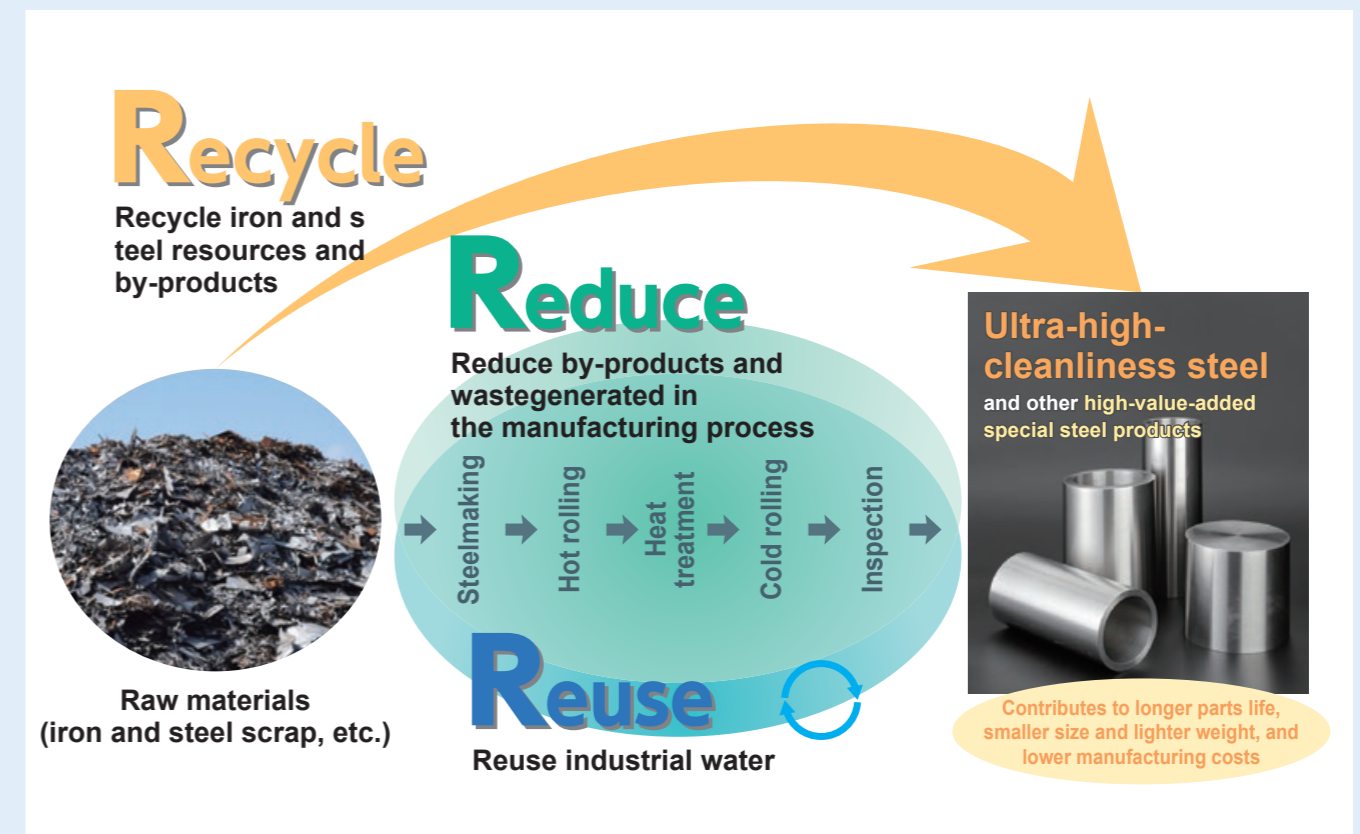 Recycle
Recycle iron and s
teel resources and
by-products
Reduce
Reduce by-products and
wastegenerated in
the manufacturing process
Steelmaking
Hot rolling
Heat
treatment
Cold rolling
Inspection
Reuse
Reuse industrial water
Raw materials
(iron and steel scrap, etc.)
Ultra-high-
cleanliness steel
and other high-value-added
special steel products
Contributes to longer parts life,
smaller size and lighter weight, and
lower manufacturing costs